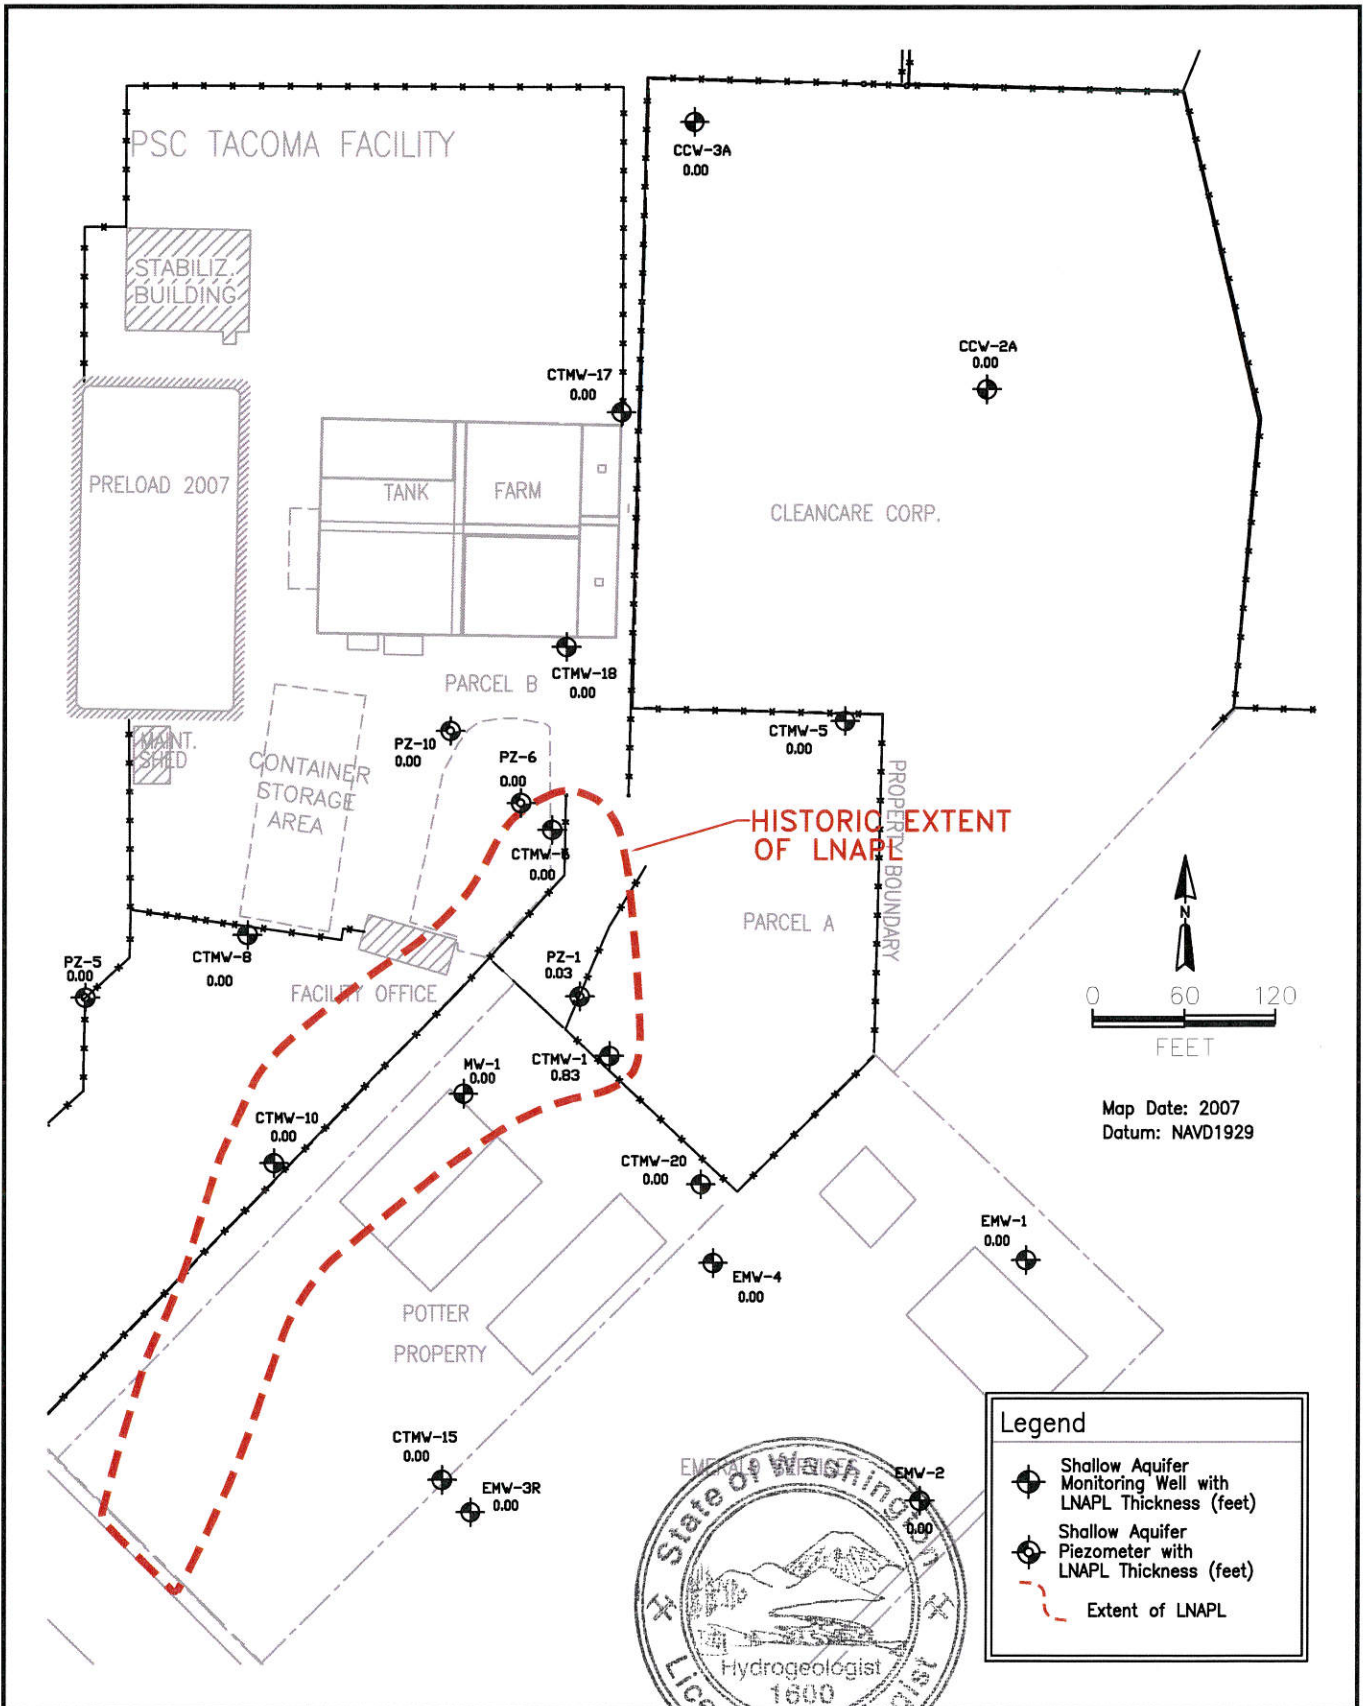 PSC TACOMA FACILITY
CCW-3A
0.00
STABILIZ.
BUILDING
CCW-2A
0.00
CTMW-17
0.00
PRELOAD 2007
TANK
FARM
CLEANCARE CORP.
CTMW-18
0.00
PARCEL B
CTMW-5
0.00
PZ-10
0.00
PZ-6
0.00
MAINT.
SHED
CONTAINER
STORAGE
AREA
PROPERTY BOUNDARY
HISTORIC EXTENT
OF LNAPL
CTMW-6
0.00
PARCEL A
N
CTMW-8
0.00
PZ-5
0.00
PZ-1
0.03
FACILITY OFFICE
0 60 120
FEET
MW-1
0.00
CTMW-1
0.83
Map Date: 2007
Datum: NAVD1929
CTMW-10
0.00
CTMW-20
0.00
EMW-1
0.00
EMW-4
0.00
POTTER
PROPERTY
CTMW-15
0.00
EMW-3R
0.00
EMERALD SERVICES
EMW-2
0.00
State of Washington
Hydrogeologist
1600
Legend
Shallow Aquifer
Monitoring Well with
LNAPL Thickness (feet)
Shallow Aquifer
Piezometer with
LNAPL Thickness (feet)
Extent of LNAPL